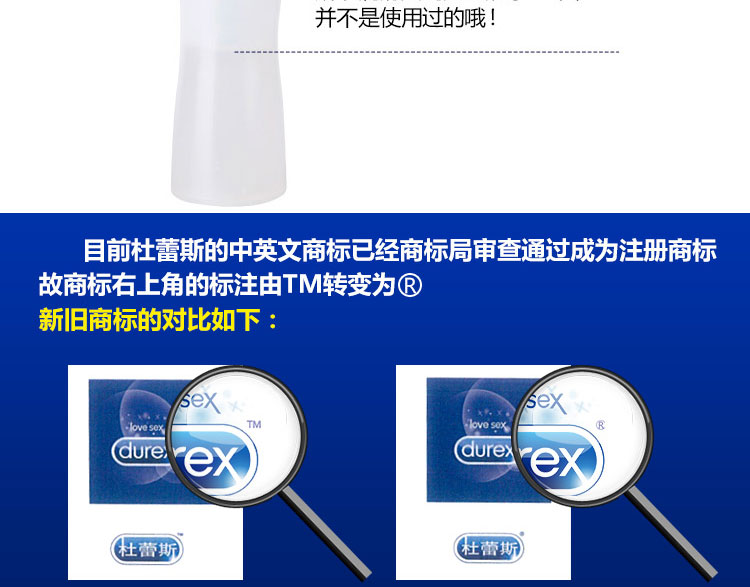 并不是使用过的哦!
目前杜蕾斯的中英文商标已经商标局审查通过成为注册商标
故商标右上角的标注由TM转变为®
新旧商标的对比如下：
sex
TM
love sex
durex
rex
杜蕾斯™
sex
®
love sex
durex
rex
杜蕾斯®